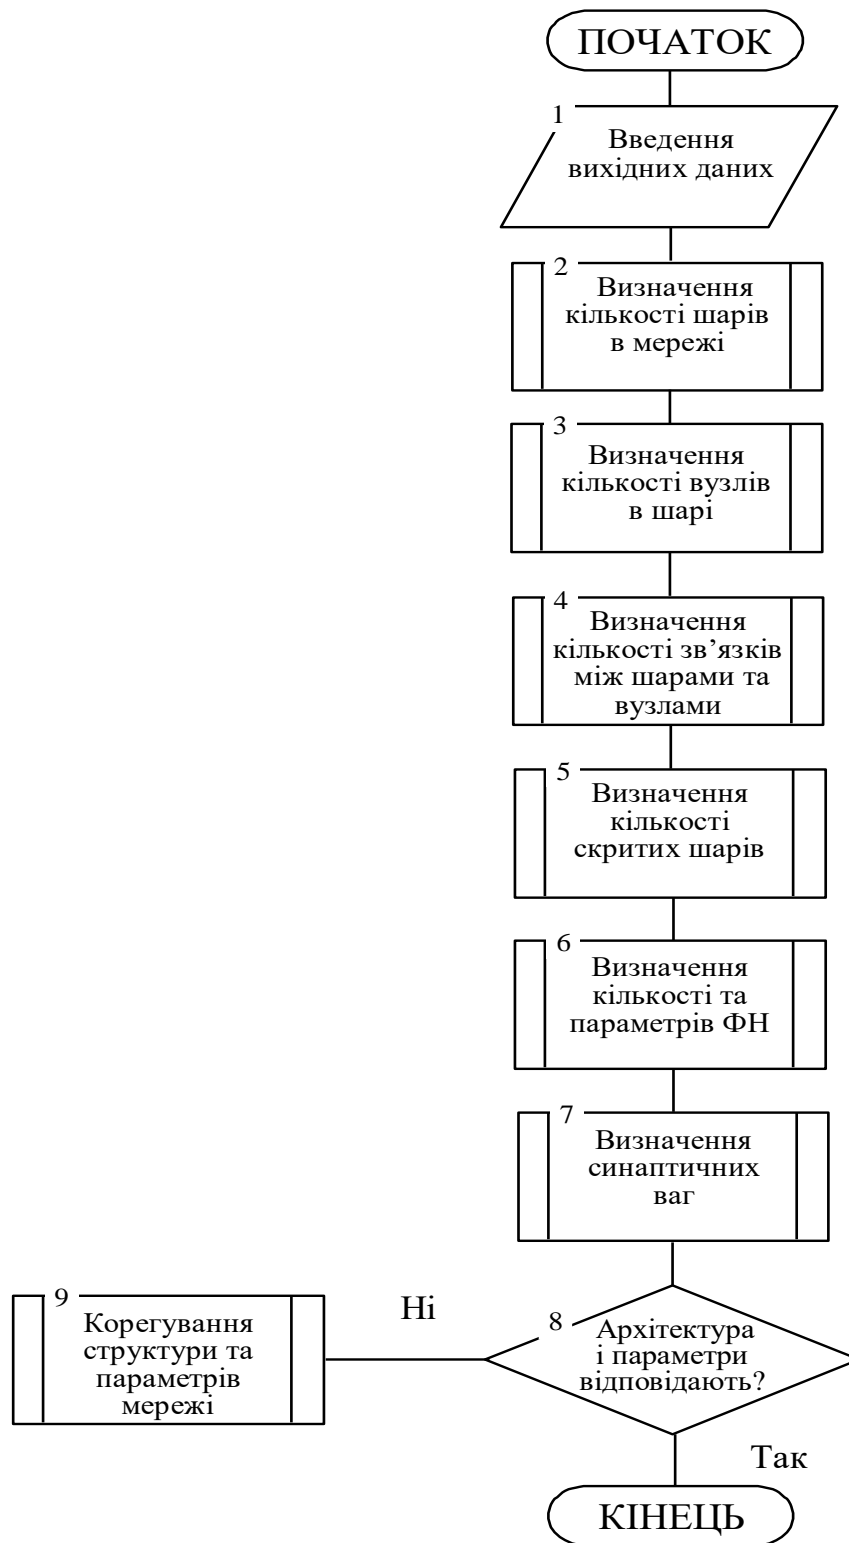 ПОЧАТОК
1
Введення
вихідних даних
2
Визначення
кількості шарів
в мережі
3
Визначення
кількості вузлів
в шарі
4
Визначення
кількості зв’язків
між шарами та
вузлами
5
Визначення
кількості
скритих шарів
6
Визначення
кількості та
параметрів ФН
7
Визначення
синаптичних
ваг
8
Архітектура
і параметри
відповідають?
Ні
9
Корегування
структури та
параметрів
мережі
Так
КІНЕЦЬ